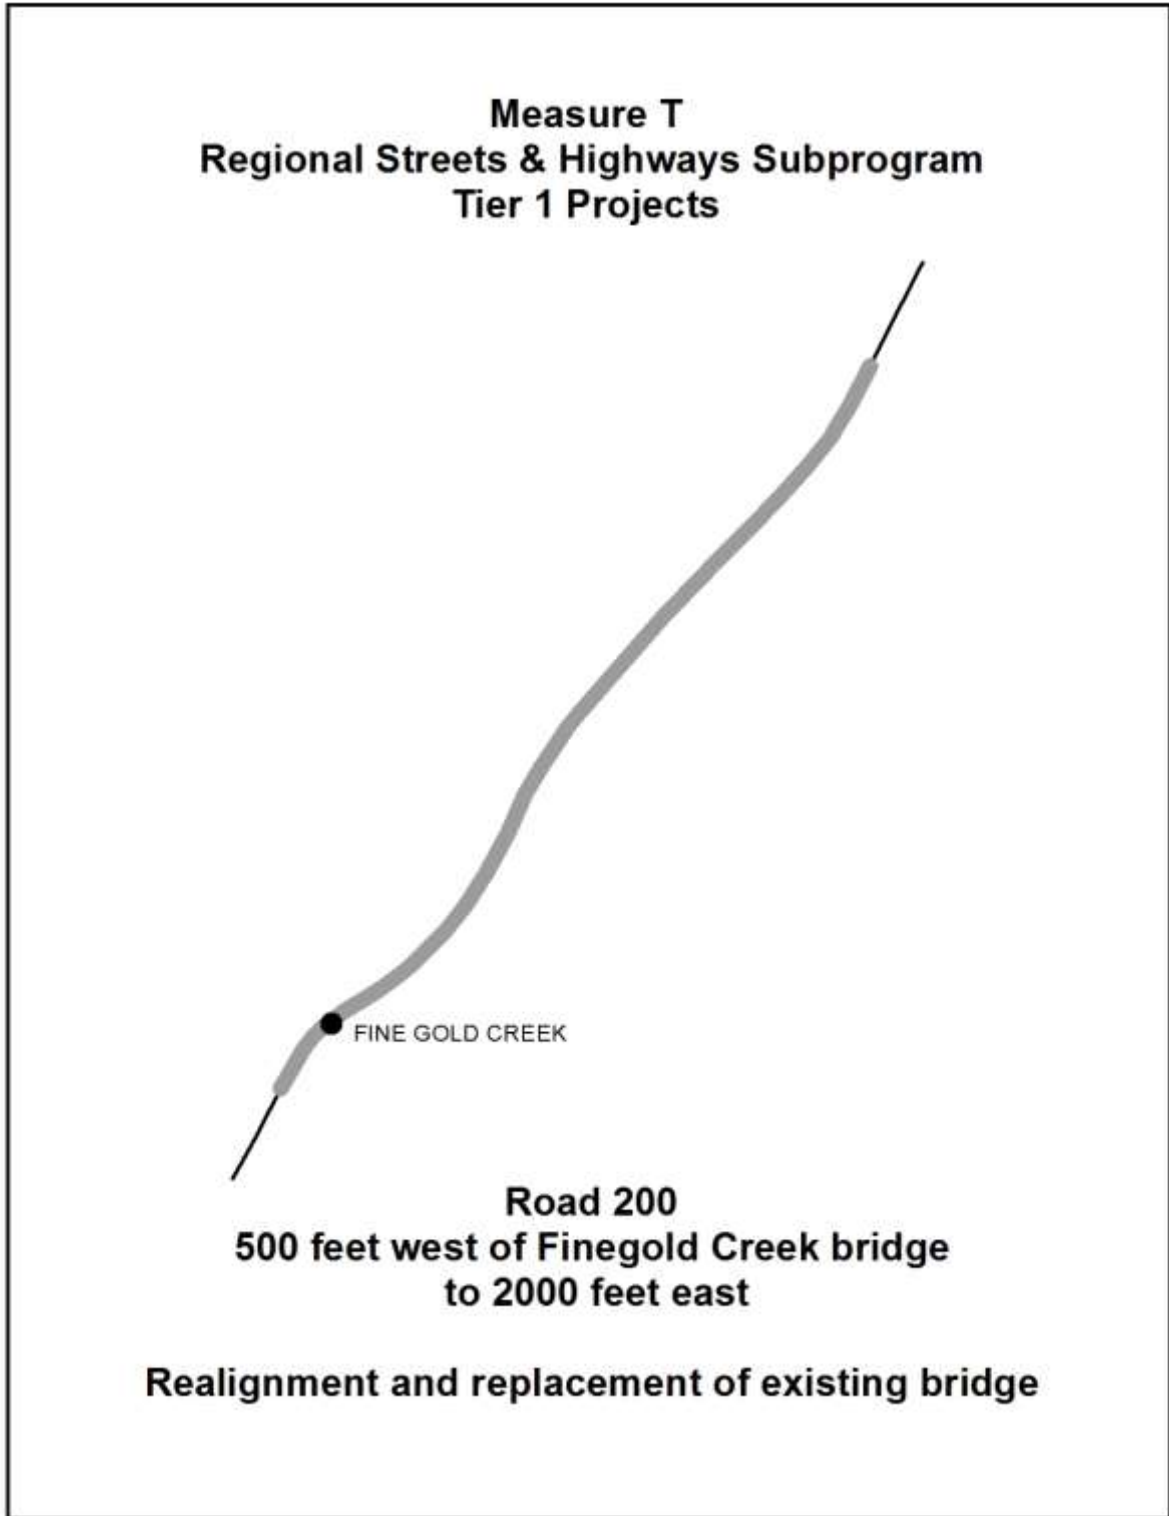 Measure T
Regional Streets & Highways Subprogram
Tier 1 Projects
FINE GOLD CREEK
Road 200
500 feet west of Finegold Creek bridge
to 2000 feet east
Realignment and replacement of existing bridge